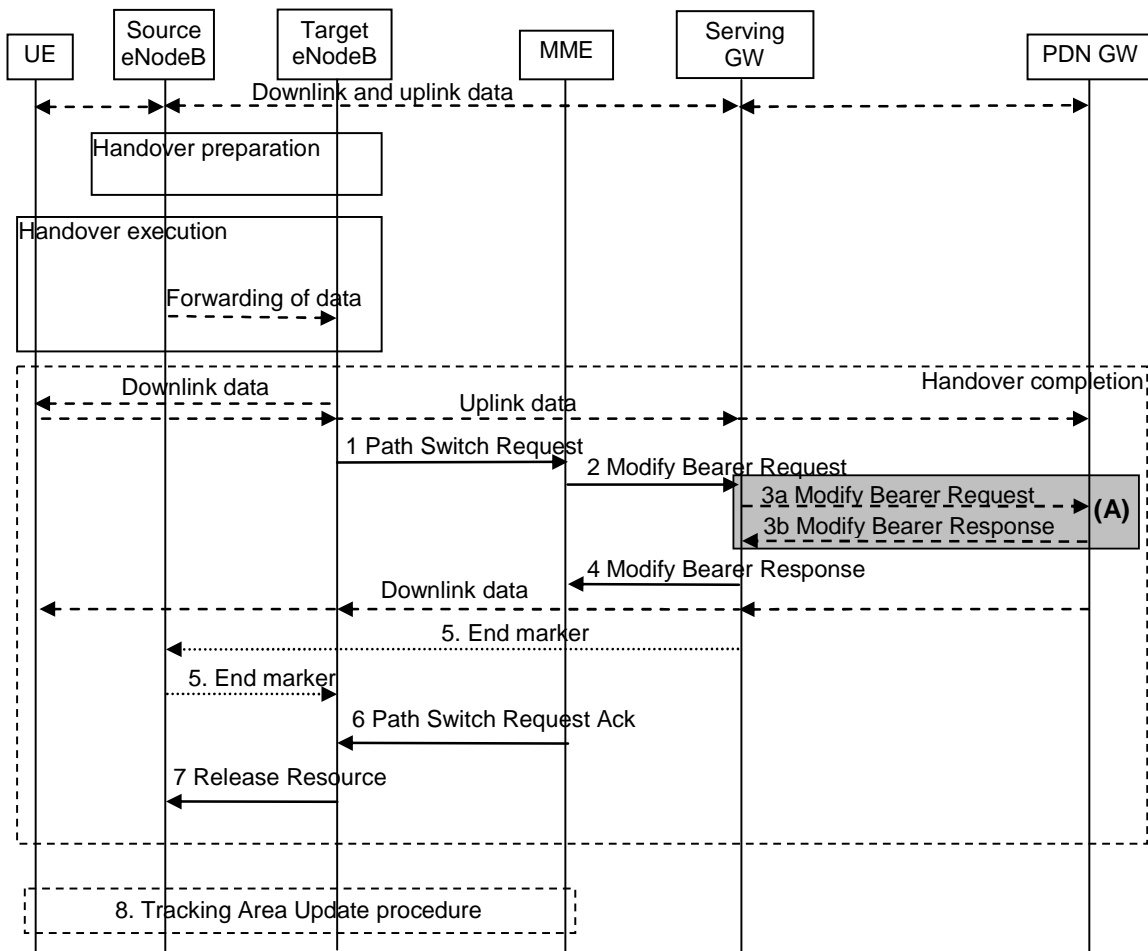 UE
Source
eNodeB
Target
eNodeB
MME
Serving
GW
PDN GW
Downlink and uplink data
Handover preparation
Handover execution
Forwarding of data
Handover completion
Downlink data
Uplink data
1 Path Switch Request
2 Modify Bearer Request
3a Modify Bearer Request
(A)
3b Modify Bearer Response
4 Modify Bearer Response
Downlink data
5. End marker
5. End marker
6 Path Switch Request Ack
7 Release Resource
8. Tracking Area Update procedure